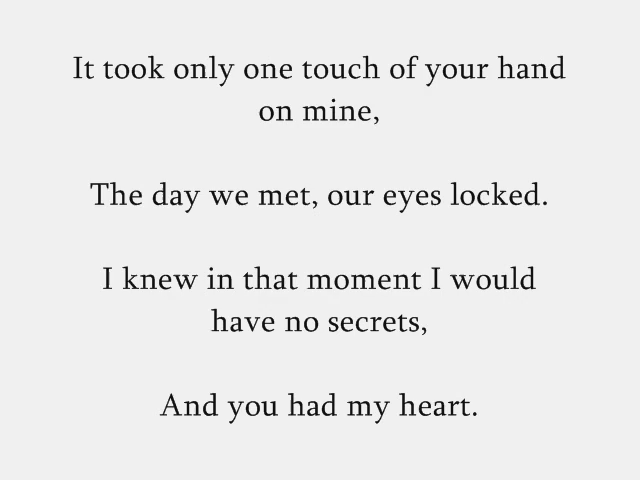 It took only one touch of your hand
on mine,
The day we met, our eyes locked.
I knew in that moment I would
have no secrets,
And you had my heart.